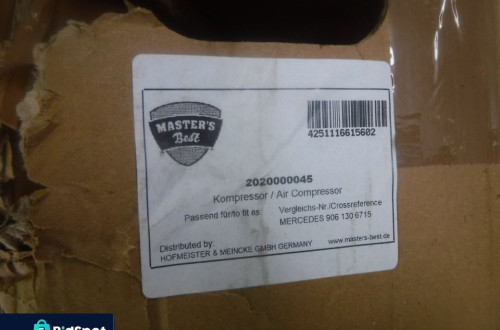 MASTER'S
Best
4251116615602
2020000045
Kompressor / Air Compressor
Passend für/to fit as:
Vergleichs-Nr./Crossreference
MERCEDES 906 130 6715
Distributed by:
HOFMEISTER & MEINCKE GMBH GERMANY
www.masters-best.de
BidSpot